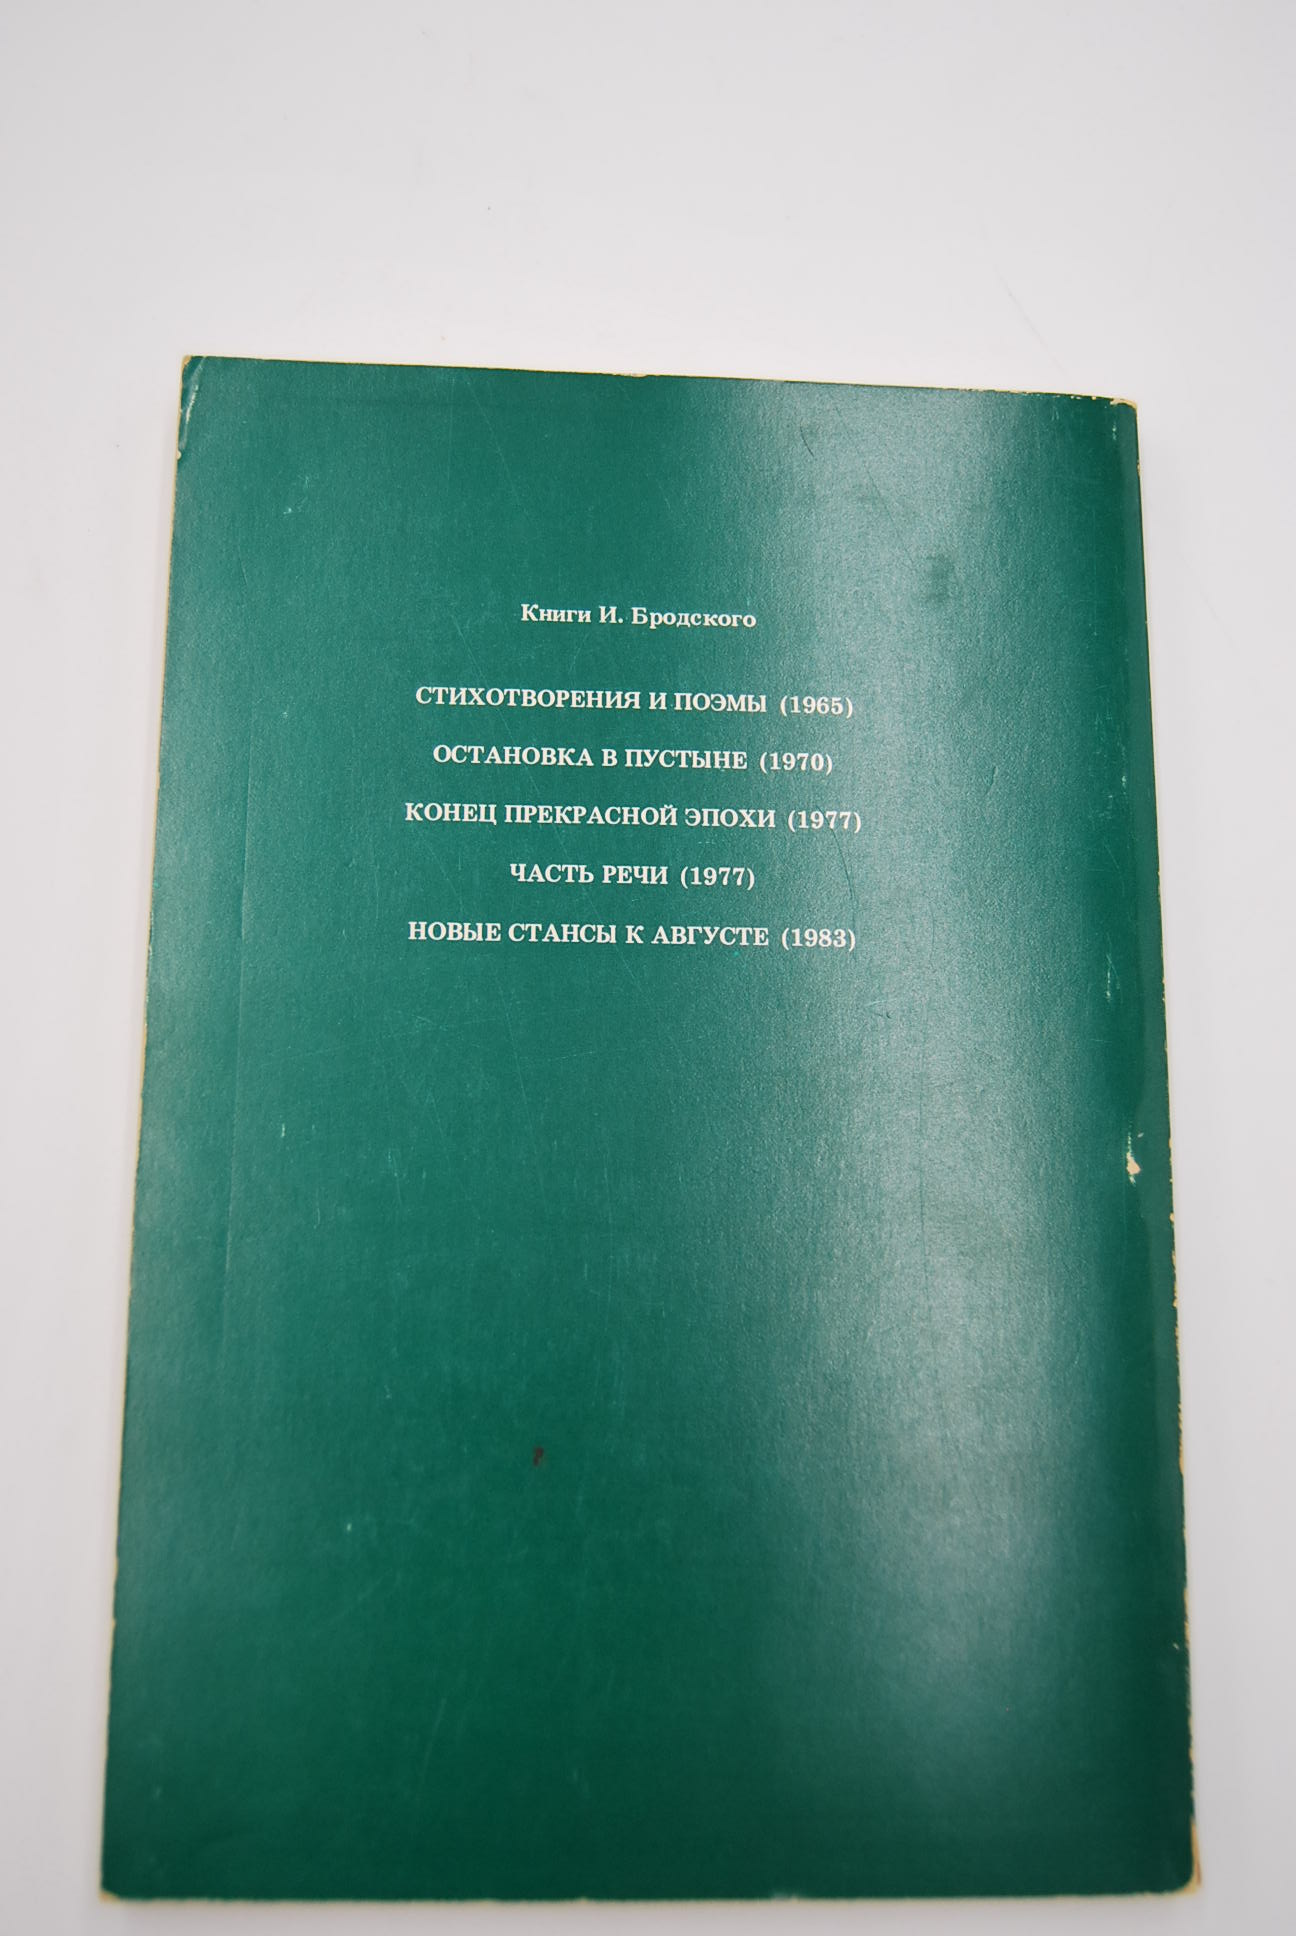 Книги И. Бродского
СТИХОТВОРЕНИЯ И ПОЭМЫ (1965)
ОСТАНОВКА В ПУСТЫНЕ (1970)
КОНЕЦ ПРЕКРАСНОЙ ЭПОХИ (1977)
ЧАСТЬ РЕЧИ (1977)
НОВЫЕ СТАНСЫ К АВГУСТЕ (1983)